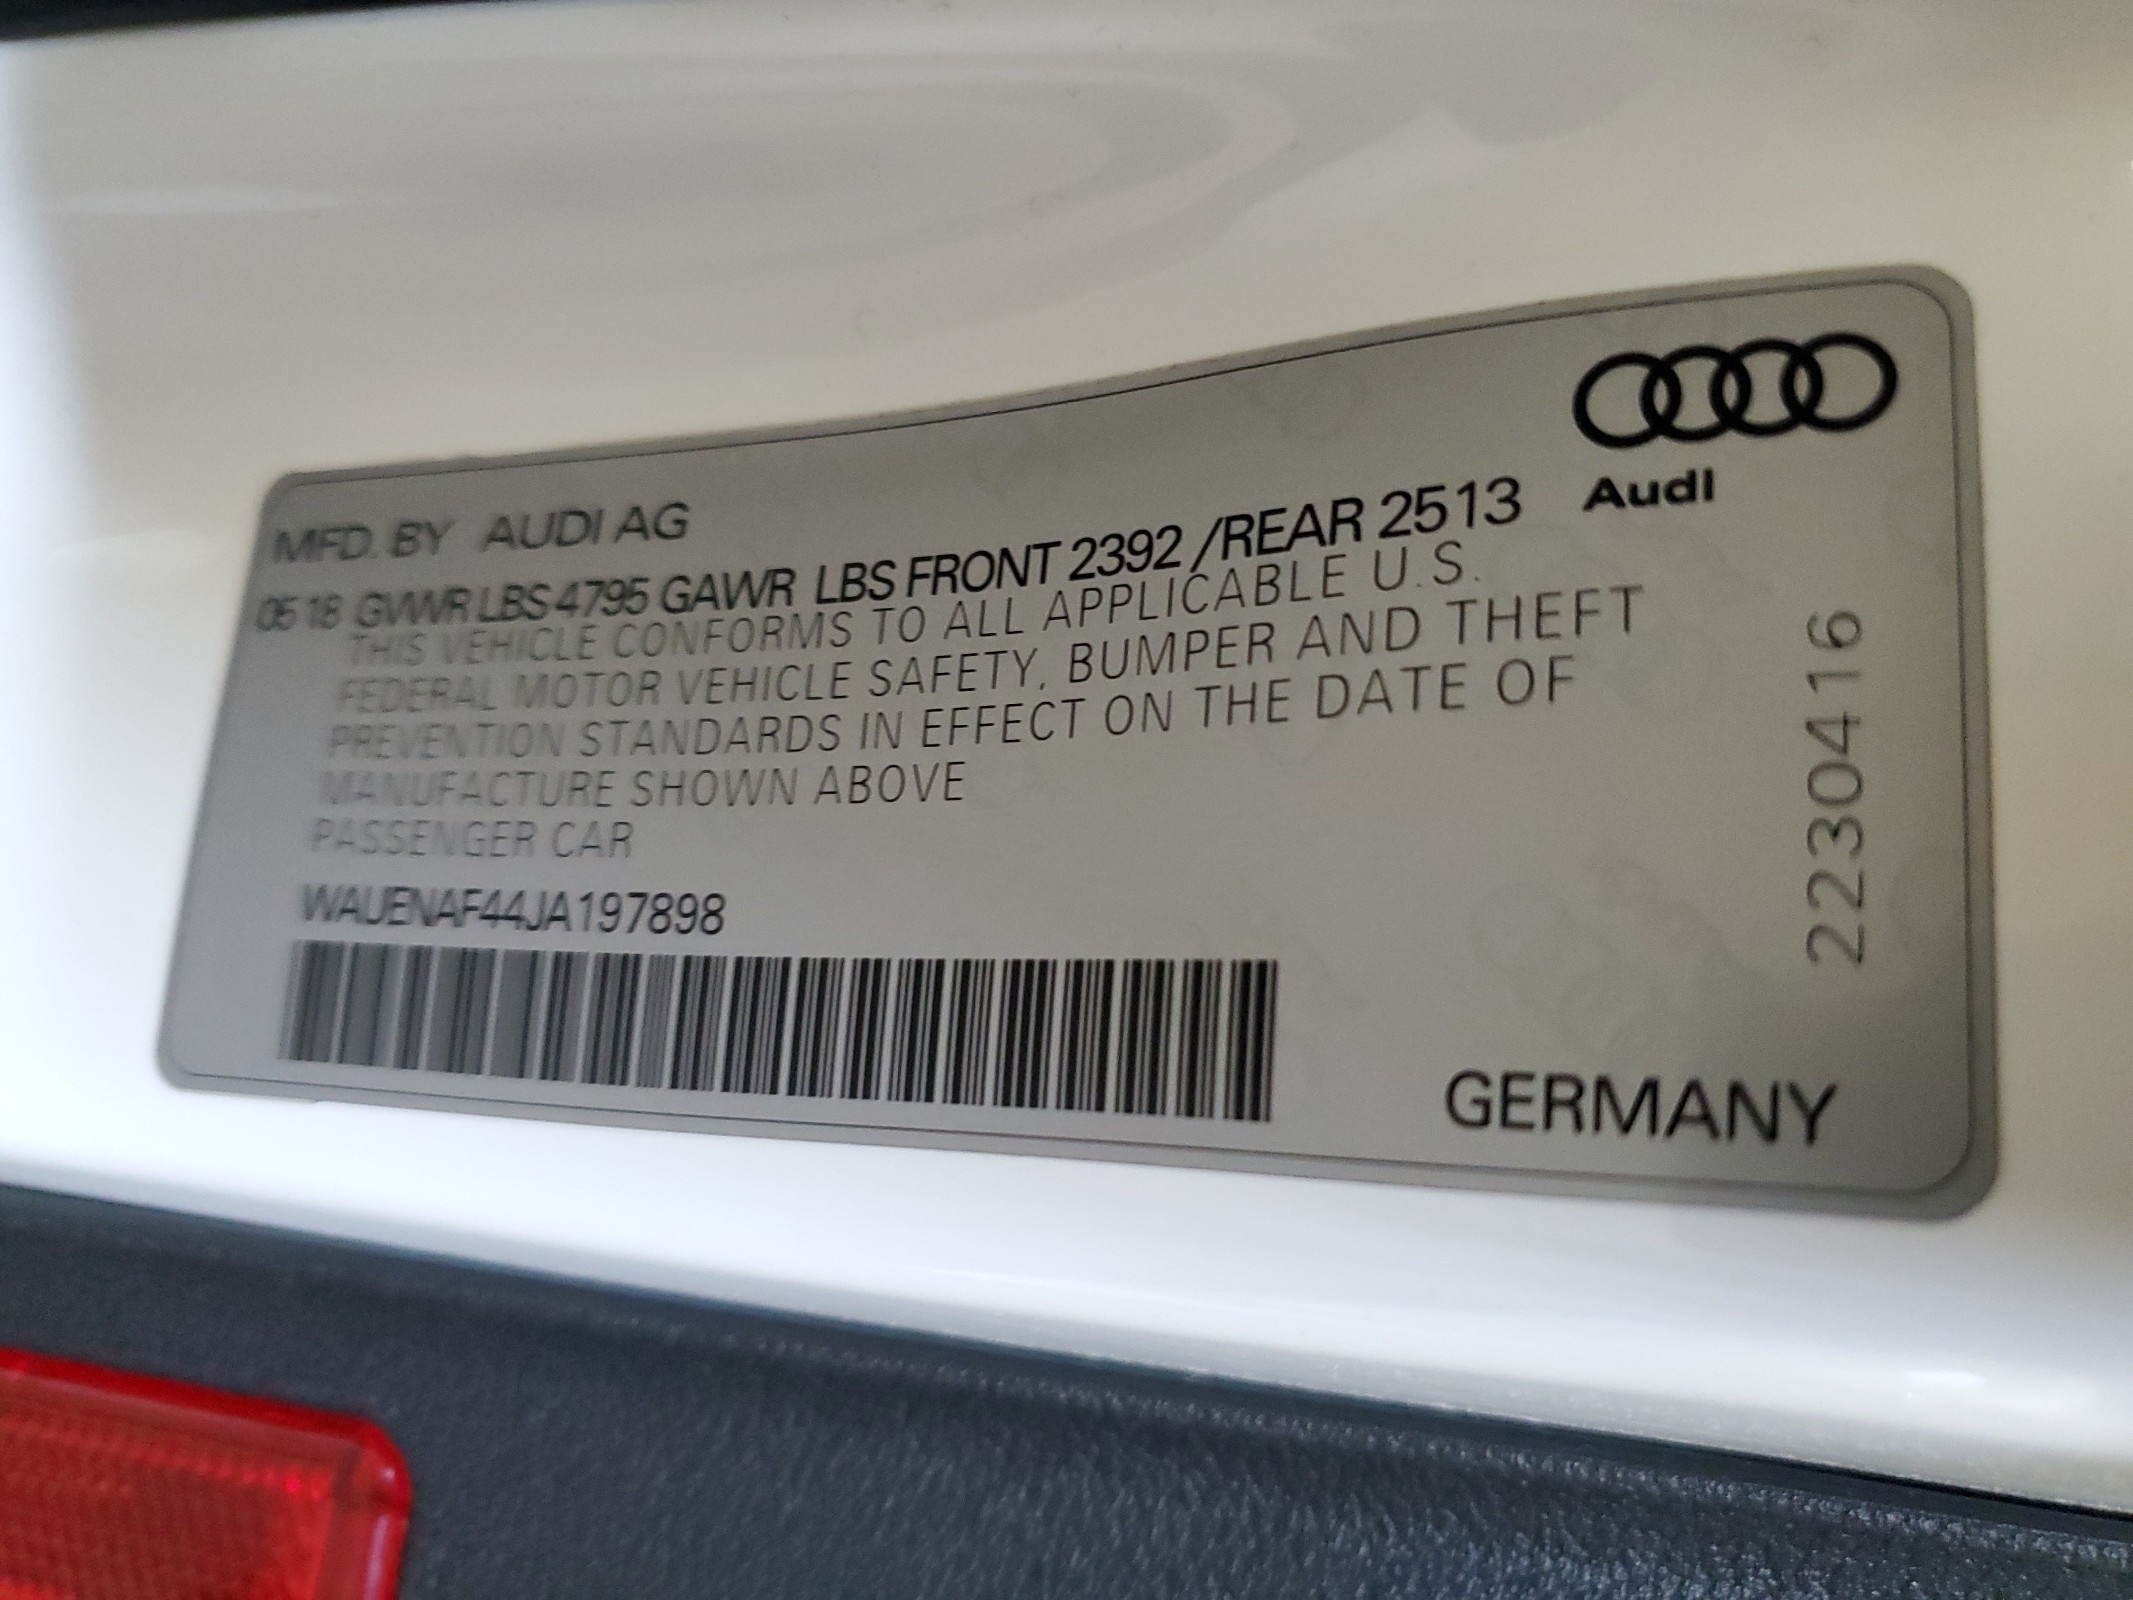 MFD. BY AUDI AG
05 18 GVWR LBS 4795 GAWR LBS FRONT 2392 /REAR 2513
Audi
THIS VEHICLE CONFORMS TO ALL APPLICABLE U.S.
FEDERAL MOTOR VEHICLE SAFETY, BUMPER AND THEFT
PREVENTION STANDARDS IN EFFECT ON THE DATE OF
MANUFACTURE SHOWN ABOVE
PASSENGER CAR
WAUENAF44JA197898
2230416
GERMANY